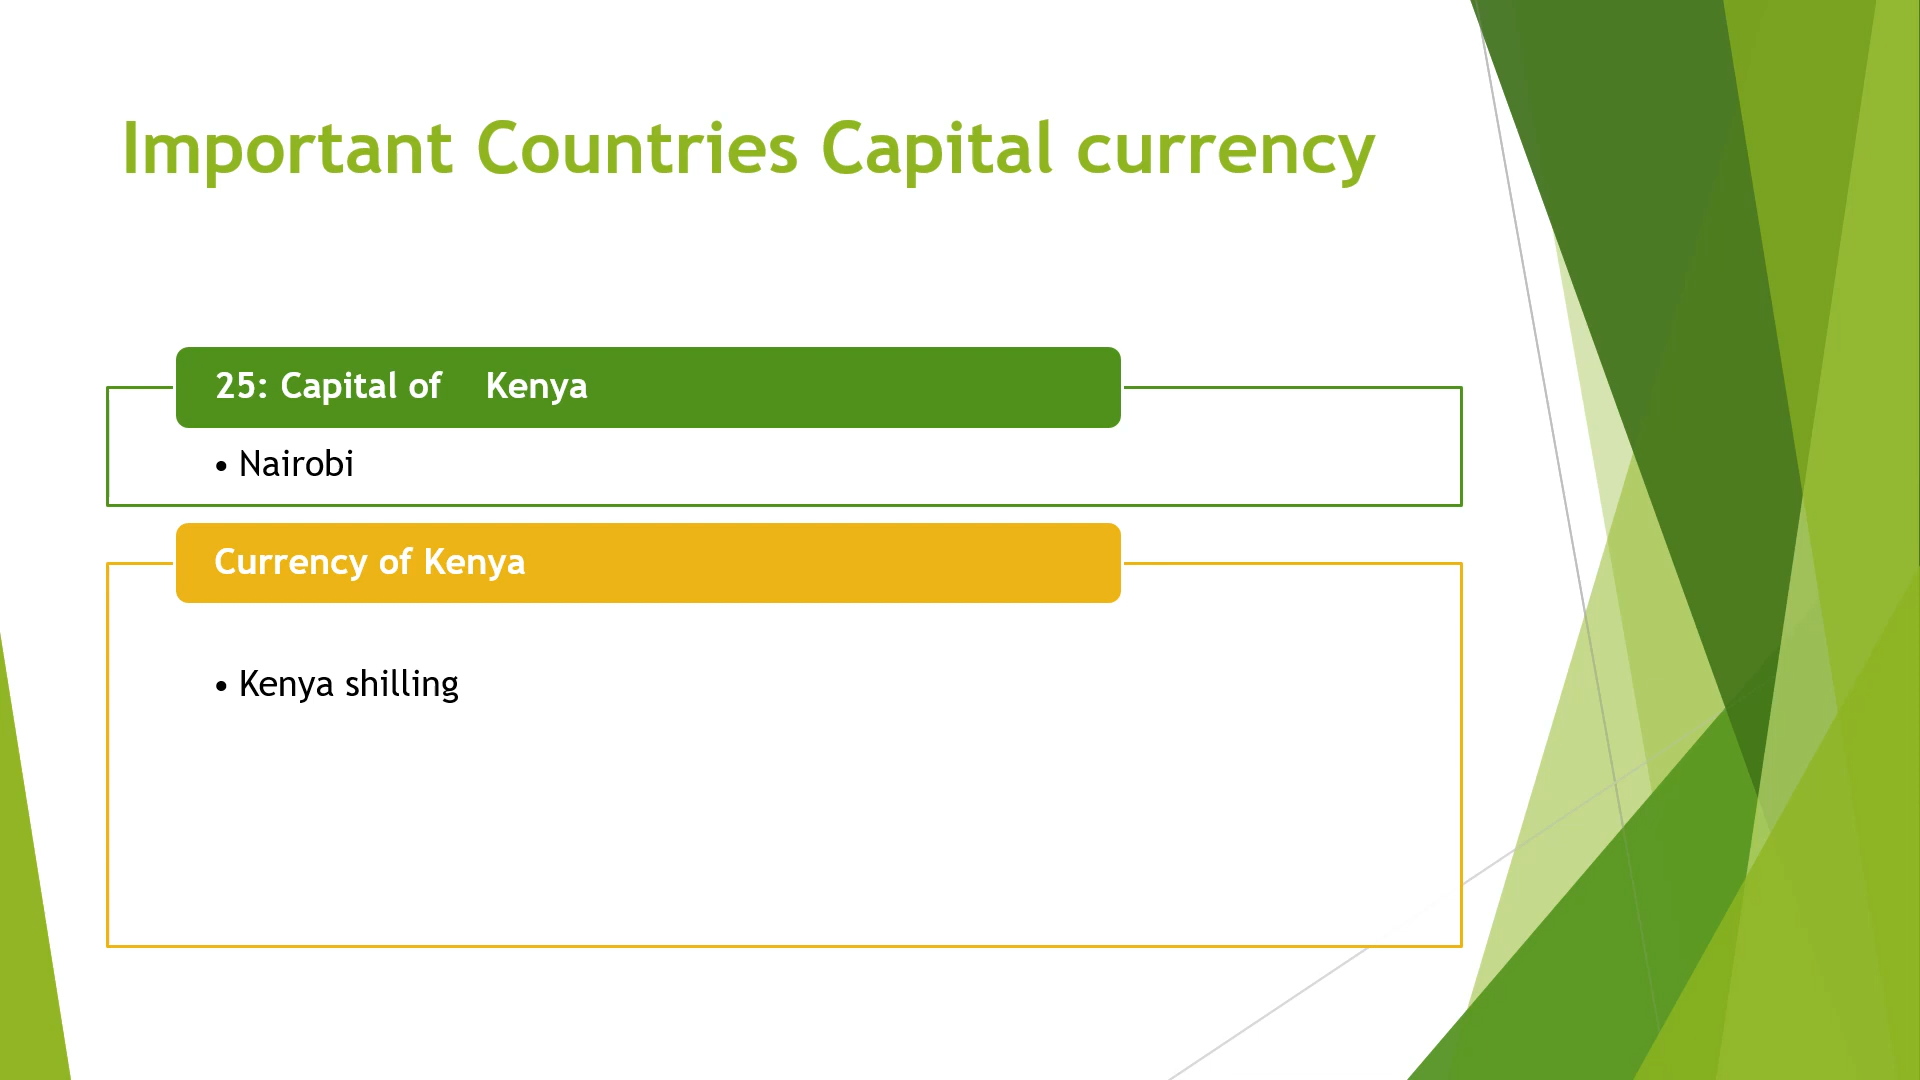 Important Countries Capital currency
25: Capital of Kenya
• Nairobi
Currency of Kenya
• Kenya shilling